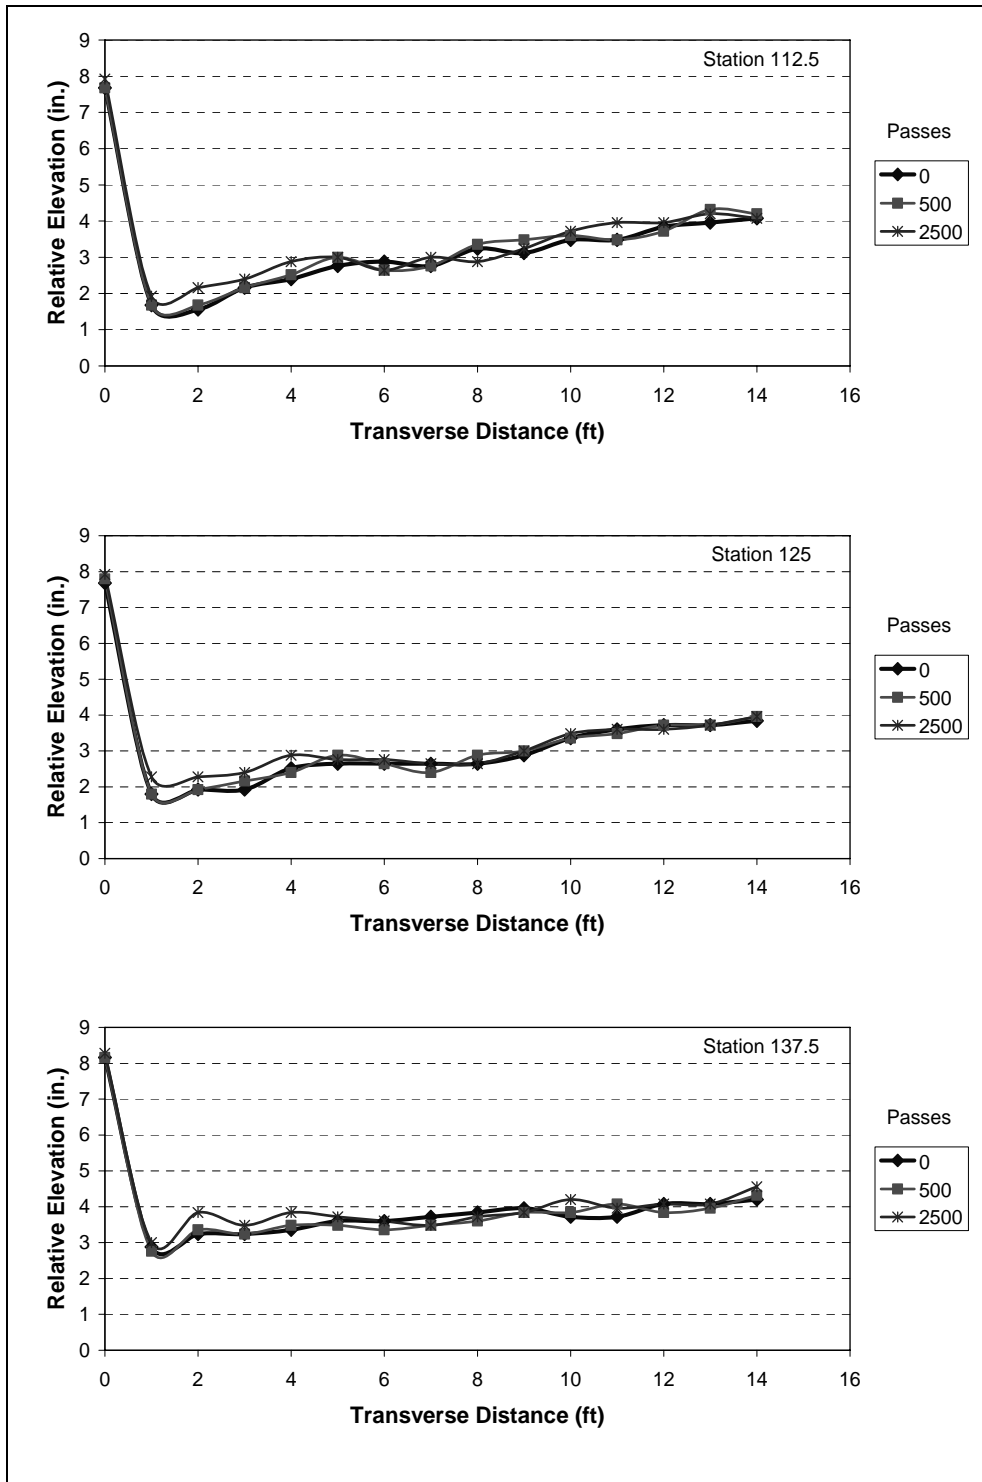 Station 112.5
9
8
7
6
5
4
3
2
1
0
Relative Elevation (in.)
0 2 4 6 8 10 12 14 16
Transverse Distance (ft)
Passes
0
500
2500
Station 125
9
8
7
6
5
4
3
2
1
0
Relative Elevation (in.)
0 2 4 6 8 10 12 14 16
Transverse Distance (ft)
Passes
0
500
2500
Station 137.5
9
8
7
6
5
4
3
2
1
0
Relative Elevation (in.)
0 2 4 6 8 10 12 14 16
Transverse Distance (ft)
Passes
0
500
2500